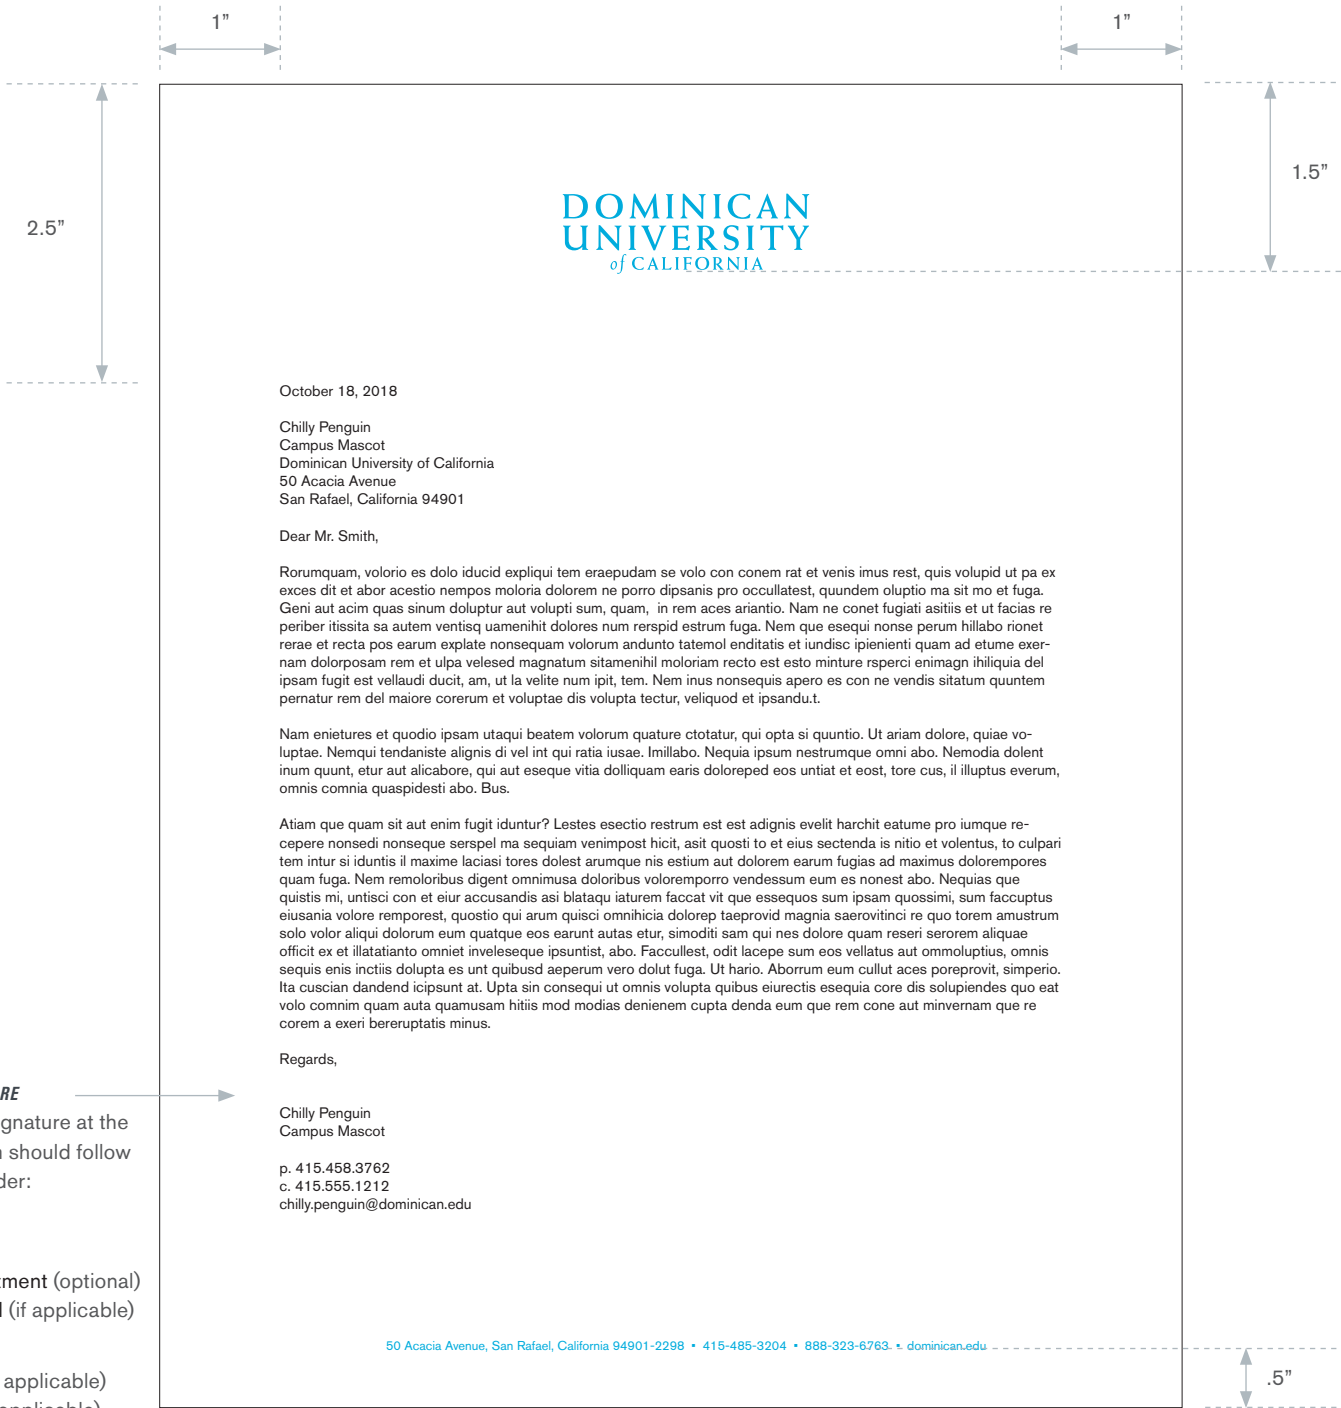 1”
1”
1.5”
2.5”
DOMINICAN
UNIVERSITY
of CALIFORNIA
October 18, 2018
Chilly Penguin
Campus Mascot
Dominican University of California
50 Acacia Avenue
San Rafael, California 94901
Dear Mr. Smith,
Rorumquam, volorio es dolo iducid expliqui tem eraepudam se volo con conem rat et venis imus rest, quis volupid ut pa ex
exces dit et abor acestio nempos moloria dolorem ne porro dipsanis pro occullatest, quundem oluptio ma sit mo et fuga.
Geni aut acim quas sinum doluptur aut volupti sum, quam,  in rem aces ariantio. Nam ne conet fugiati asitiis et ut facias re
periber itissita sa autem ventisq uamenihit dolores num rerspid estrum fuga. Nem que esequi nonse perum hillabo rionet
rerae et recta pos earum explate nonsequam volorum andunto tatemol enditatis et iundisc ipienienti quam ad etume exer-
nam dolorposam rem et ulpa velesed magnatum sitamenihil moloriam recto est esto minture rsperci enimagn ihiliquia del
ipsam fugit est vellaudi ducit, am, ut la velite num ipit, tem. Nem inus nonsequis apero es con ne vendis sitatum quuntem
pernatur rem del maiore corerum et voluptae dis volupta tectur, veliquod et ipsandu.t.
Nam enietures et quodio ipsam utaqui beatem volorum quature ctotatur, qui opta si quuntio. Ut ariam dolore, quiae vo-
luptae. Nemqui tendaniste alignis di vel int qui ratia iusae. Imillabo. Nequia ipsum nestrumque omni abo. Nemodia dolent
inum quunt, etur aut alicabore, qui aut eseque vitia dolliquam earis doloreped eos untiat et eost, tore cus, il illuptus everum,
omnis comnia quaspidesti abo. Bus.
Atiam que quam sit aut enim fugit iduntur? Lestes esectio restrum est est adignis evelit harchit eatume pro iumque re-
cepere nonsedi nonseque serspel ma sequiam venimpost hicit, asit quosti to et eius sectenda is nitio et volentus, to culpari
tem intur si iduntis il maxime laciasi tores dolest arumque nis estium aut dolorem earum fugias ad maximus dolorempores
quam fuga. Nem remoloribus digent omnimusa doloribus voloremporro vendessum eum es nonest abo. Nequias que
quistis mi, untisci con et eiur accusandis asi blataqu iaturem faccat vit que essequos sum ipsam quossimi, sum faccuptus
eiusania volore remporest, quostio qui arum quisci omnihicia dolorep taeprovid magnia saerovitinci re quo torem amustrum
solo volor aliqui dolorum eum quatque eos earunt autas etur, simoditi sam qui nes dolore quam reseri serorem aliquae
officit ex et illatatianto omniet inveleseque ipsuntist, abo. Faccullest, odit lacepe sum eos vellatus aut ommoluptius, omnis
sequis enis inctiis dolupta es unt quibusd aeperum vero dolut fuga. Ut hario. Aborrum eum cullut aces poreprovit, simperio.
Ita cuscian dandend icipsunt at. Upta sin consequi ut omnis volupta quibus eiurectis esequia core dis solupiendes quo eat
volo comnim quam auta quamusam hitiis mod modias denienem cupta denda eum que rem cone aut minvernam que re
corem a exeri bereruptatis minus.
Regards,
RE
gnature at the
should follow
der:
tment (optional)
(if applicable)
applicable)
applicable)
Chilly Penguin
Campus Mascot
p. 415.458.3762
c. 415.555.1212
chilly.penguin@dominican.edu
50 Acacia Avenue, San Rafael, California 94901-2298 ▪ 415-485-3204 ▪ 888-323-6763 ▪ dominican.edu
.5”